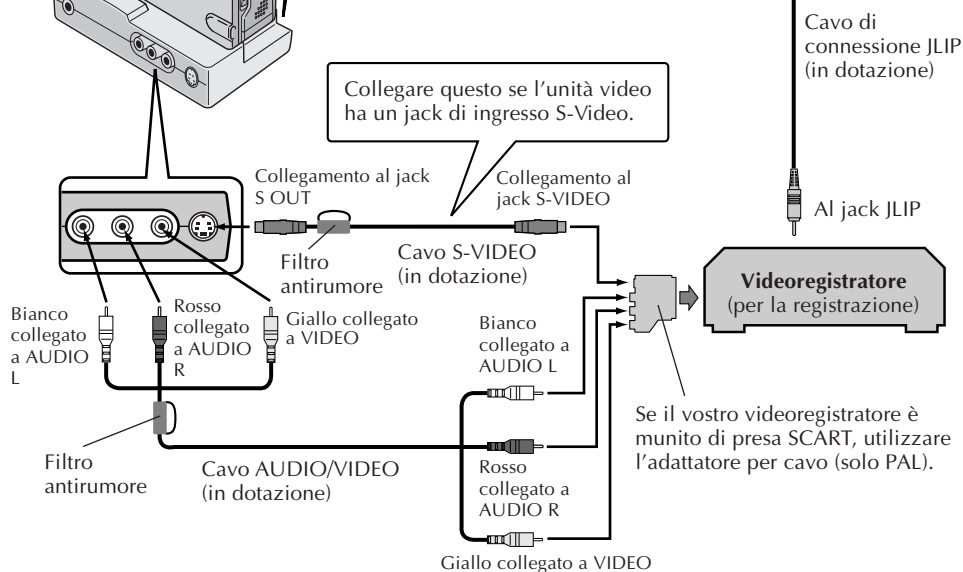 Cavo di
connessione JLIP
(in dotazione)
Collegare questo se l’unità video
ha un jack di ingresso S-Video.
Collegamento al jack
S OUT
Collegamento al
jack S-VIDEO
Al jack JLIP
Filtro
antirumore
Cavo S-VIDEO
(in dotazione)
Videoregistratore
(per la registrazione)
Bianco
collegato
a AUDIO
L
Rosso
collegato
a AUDIO
R
Giallo collegato
a VIDEO
Bianco
collegato a
AUDIO L
Se il vostro videoregistratore è
munito di presa SCART, utilizzare
l’adattatore per cavo (solo PAL).
Filtro
antirumore
Cavo AUDIO/VIDEO
(in dotazione)
Rosso
collegato a
AUDIO R
Giallo collegato a VIDEO